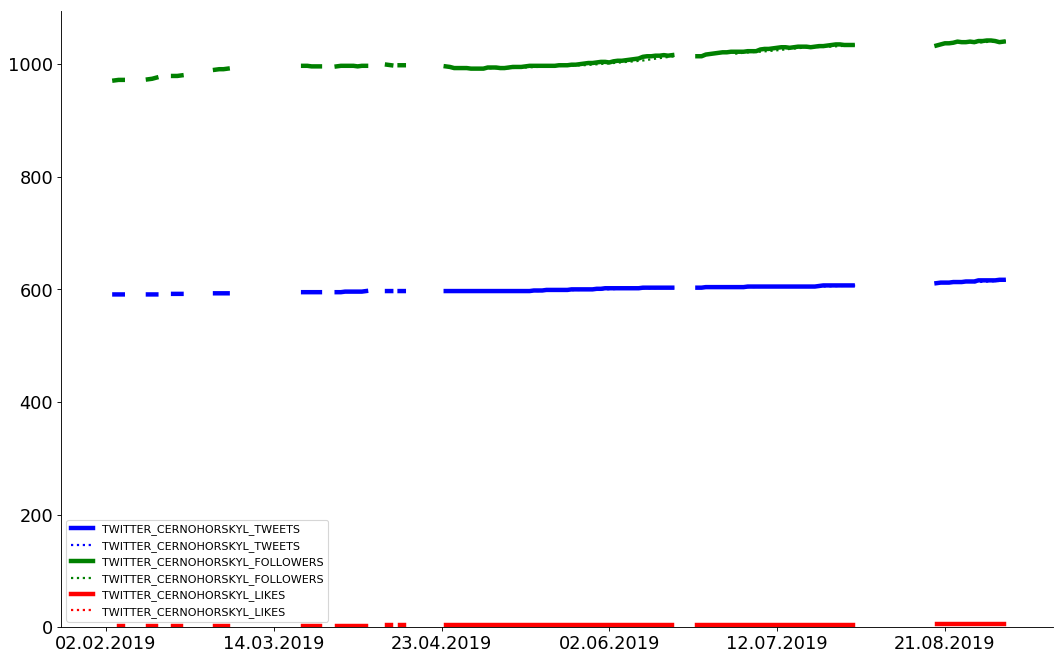 1000
800
600
400
200
0
TWITTER_CERNOHORSKYL_TWEETS
TWITTER_CERNOHORSKYL_TWEETS
TWITTER_CERNOHORSKYL_FOLLOWERS
TWITTER_CERNOHORSKYL_FOLLOWERS
TWITTER_CERNOHORSKYL_LIKES
TWITTER_CERNOHORSKYL_LIKES
02.02.2019 14.03.2019 23.04.2019 02.06.2019 12.07.2019 21.08.2019